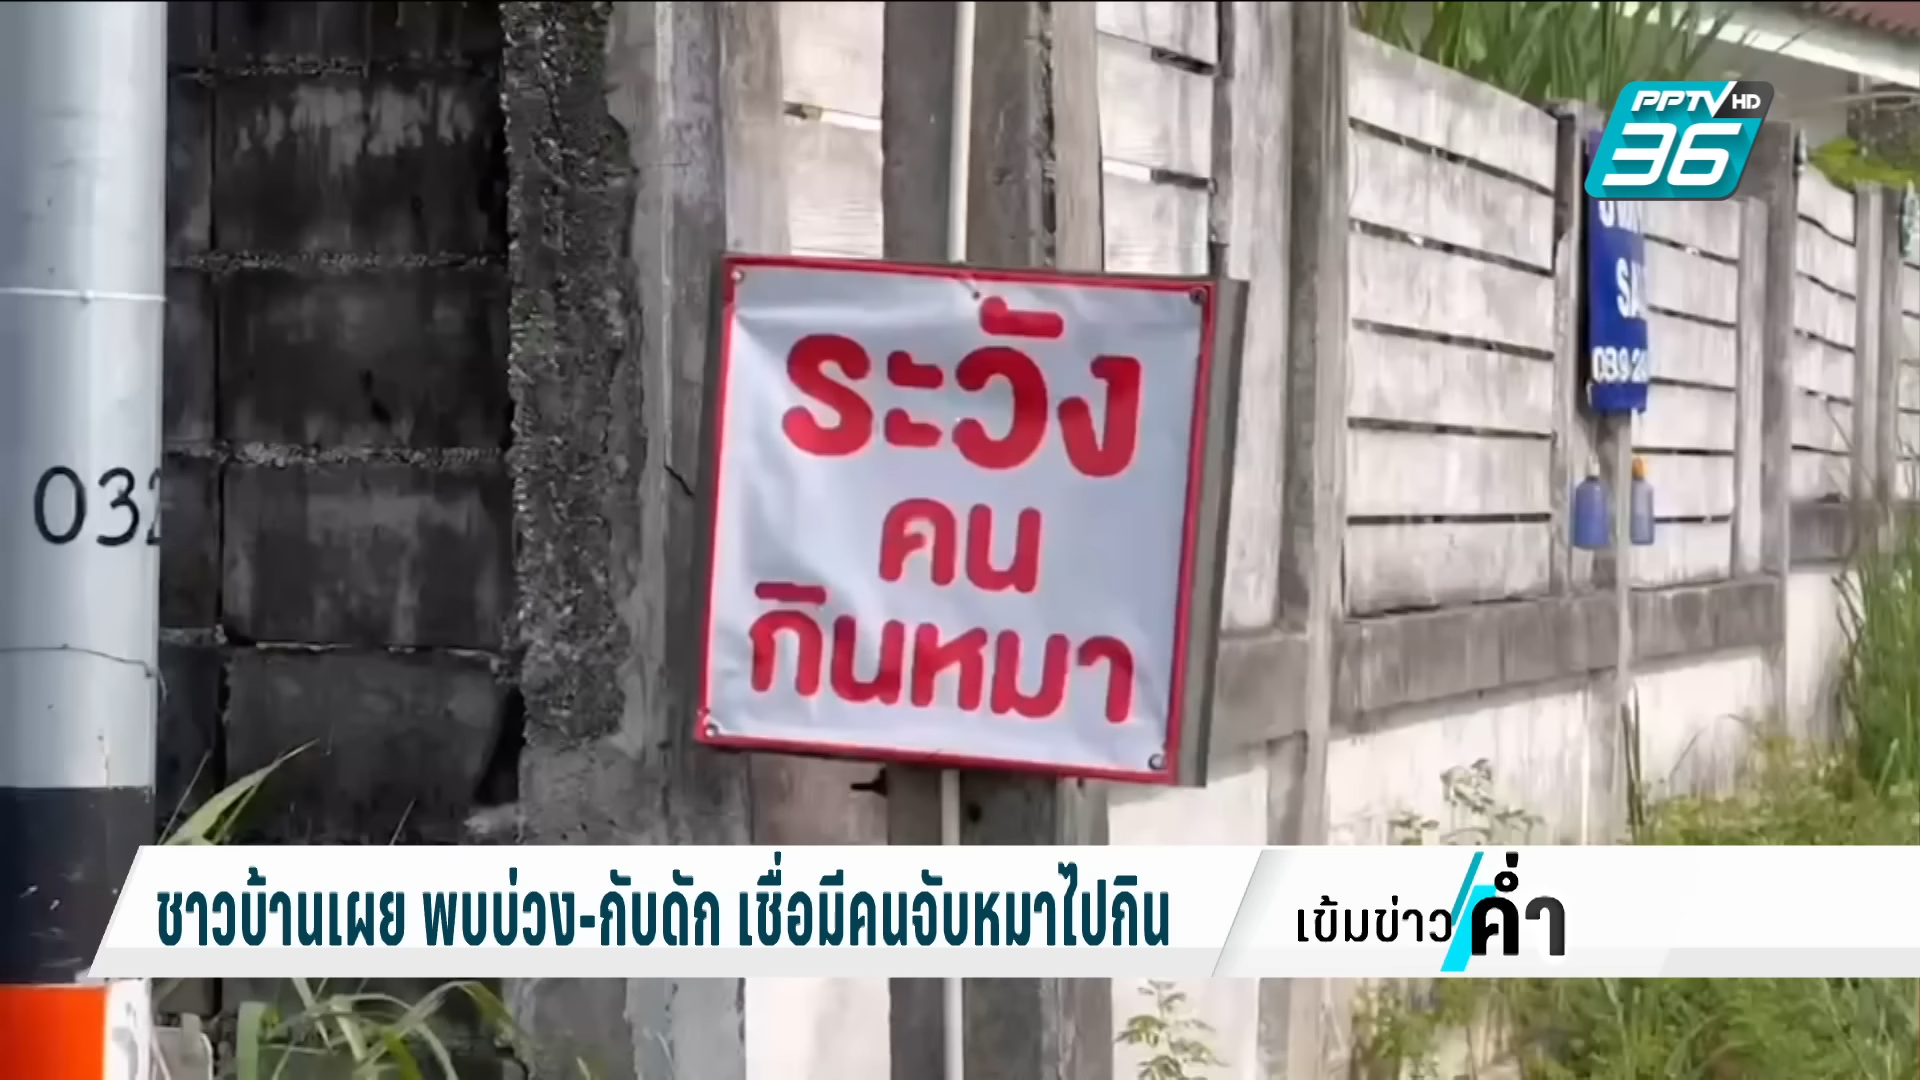 PPTV HD
36
SA
ระวัง
คน
กินหมา
ชาวบ้านเผย พบบ่วง-กับดัก เชื่อมีคนจับหมาไปกิน
เข้มข่าวค่ำ